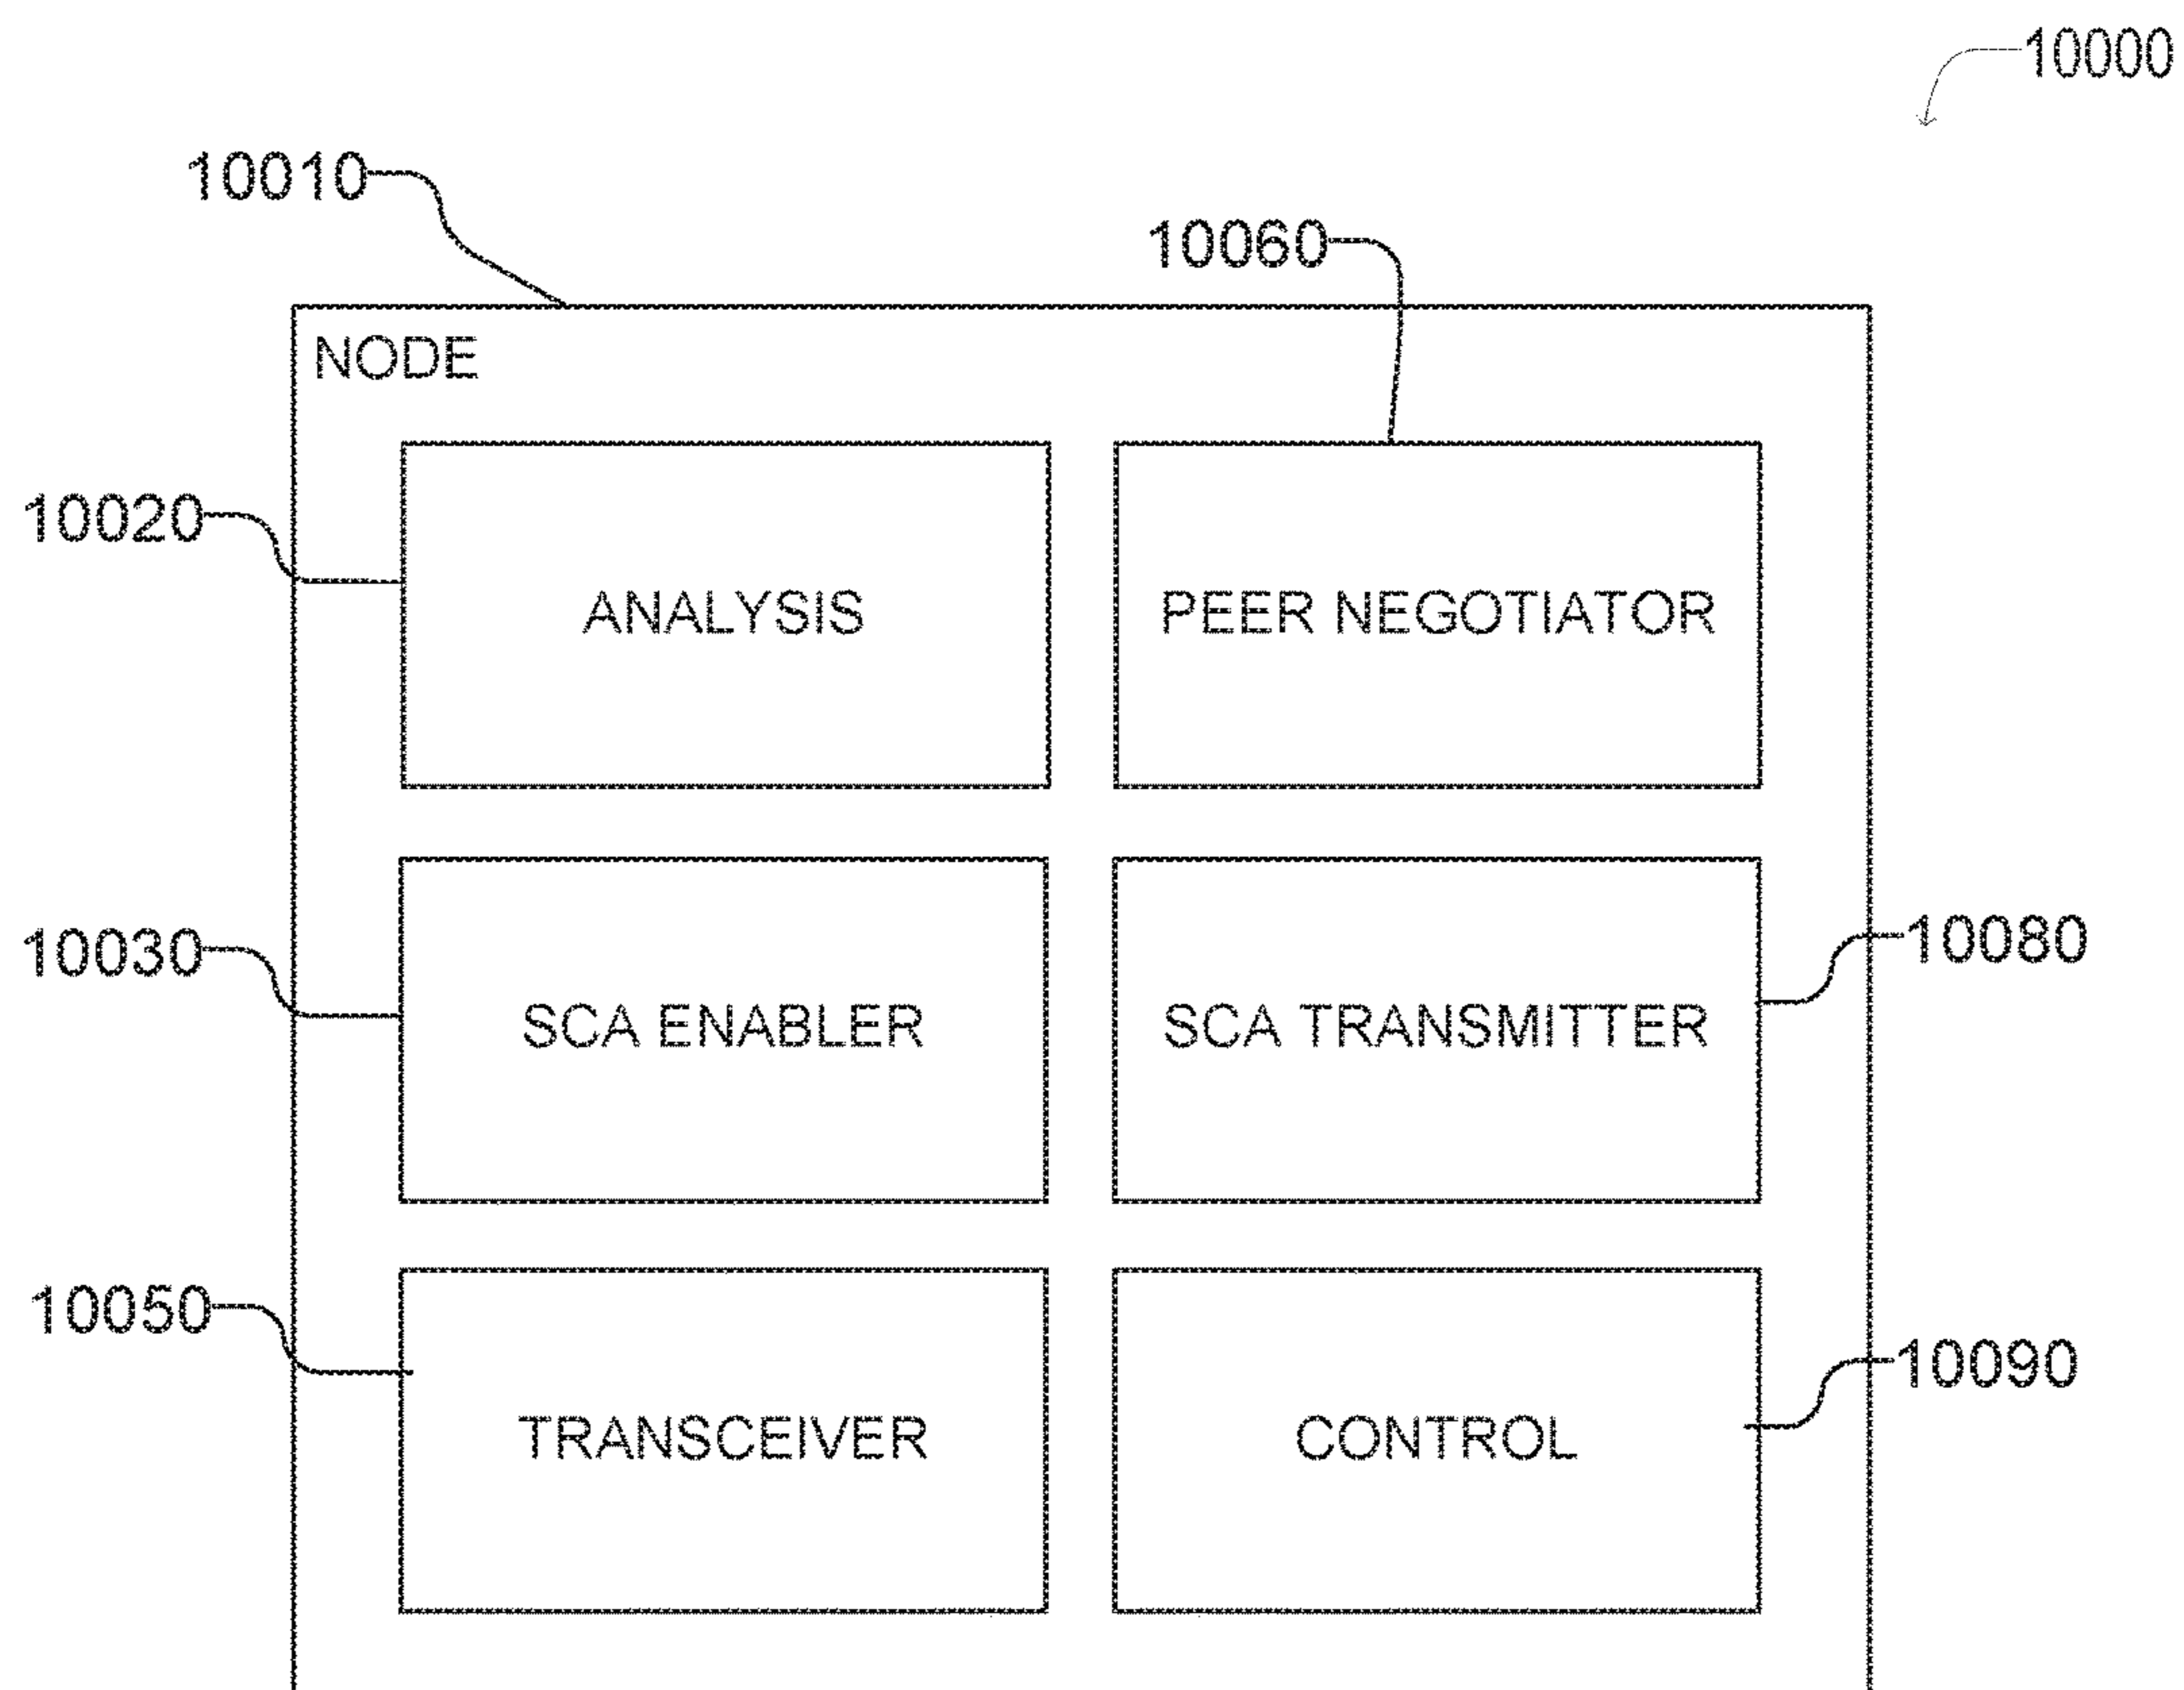 10000
10010
10060
NODE
10020
ANALYSIS
PEER NEGOTIATOR
10030
10080
SCA ENABLER
SCA TRANSMITTER
10050
10090
TRANSCEIVER
CONTROL